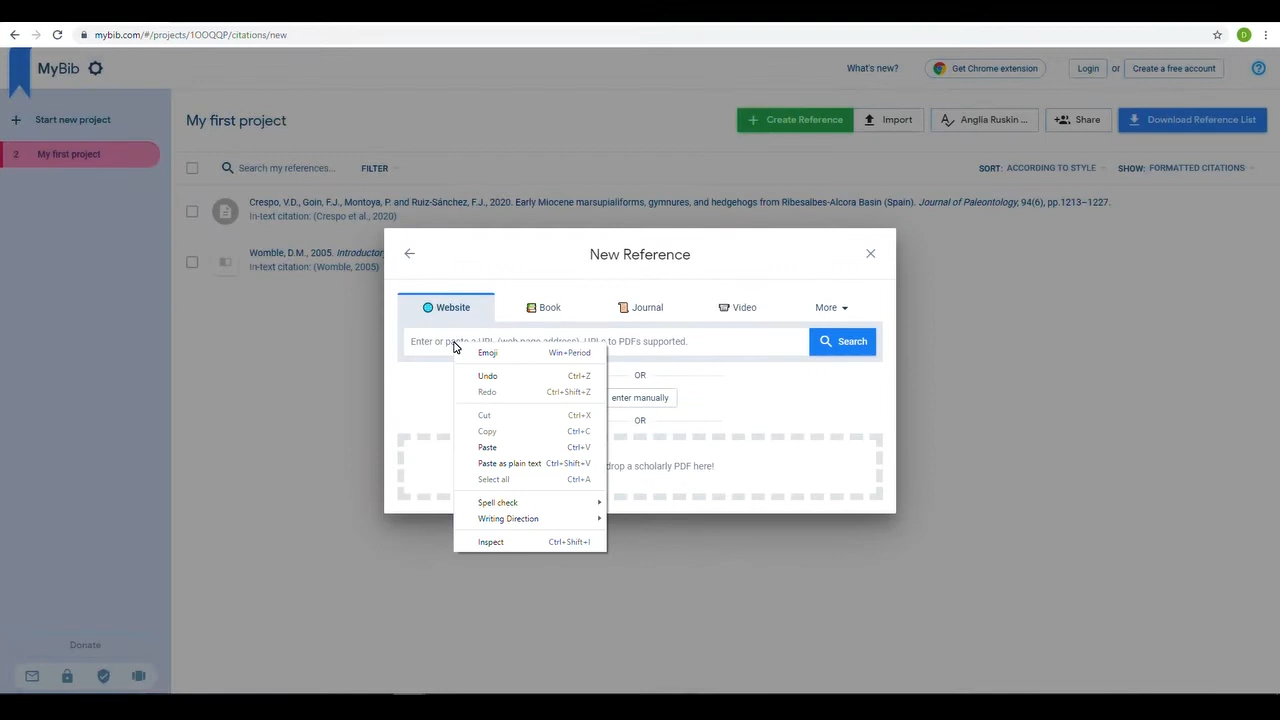 mybib.com/#/projects/1OOQQP/citations/new
D
MyBib
What's new?
Get Chrome extension
Login or Create a free account
Start new project
My first project
Create Reference
Import
Anglia Ruskin ...
Share
Download Reference List
2 My first project
Search my references...
FILTER
SORT: ACCORDING TO STYLE
SHOW: FORMATTED CITATIONS
Crespo, V.D., Goin, F.J., Montoya, P. and Ruiz-Sánchez, F.J., 2020. Early Miocene marsupialiforms, gymnures, and hedgehogs from Ribesalbes-Alcora Basin (Spain). Journal of Paleontology, 94(6), pp.1213–1227.
In-text citation: (Crespo et al., 2020)
Womble, D.M., 2005. Introductory
In-text citation: (Womble, 2005)
New Reference
Website
Book
Journal
Video
More
Enter or paste a URL (web page address). URLs to PDFs supported.
Search
Emoji Win+Period
Undo Ctrl+Z
Redo Ctrl+Shift+Z
Cut Ctrl+X
Copy Ctrl+C
Paste Ctrl+V
Paste as plain text Ctrl+Shift+V
Select all Ctrl+A
Spell check
Writing Direction
Inspect Ctrl+Shift+I
OR
enter manually
OR
drop a scholarly PDF here!
Donate